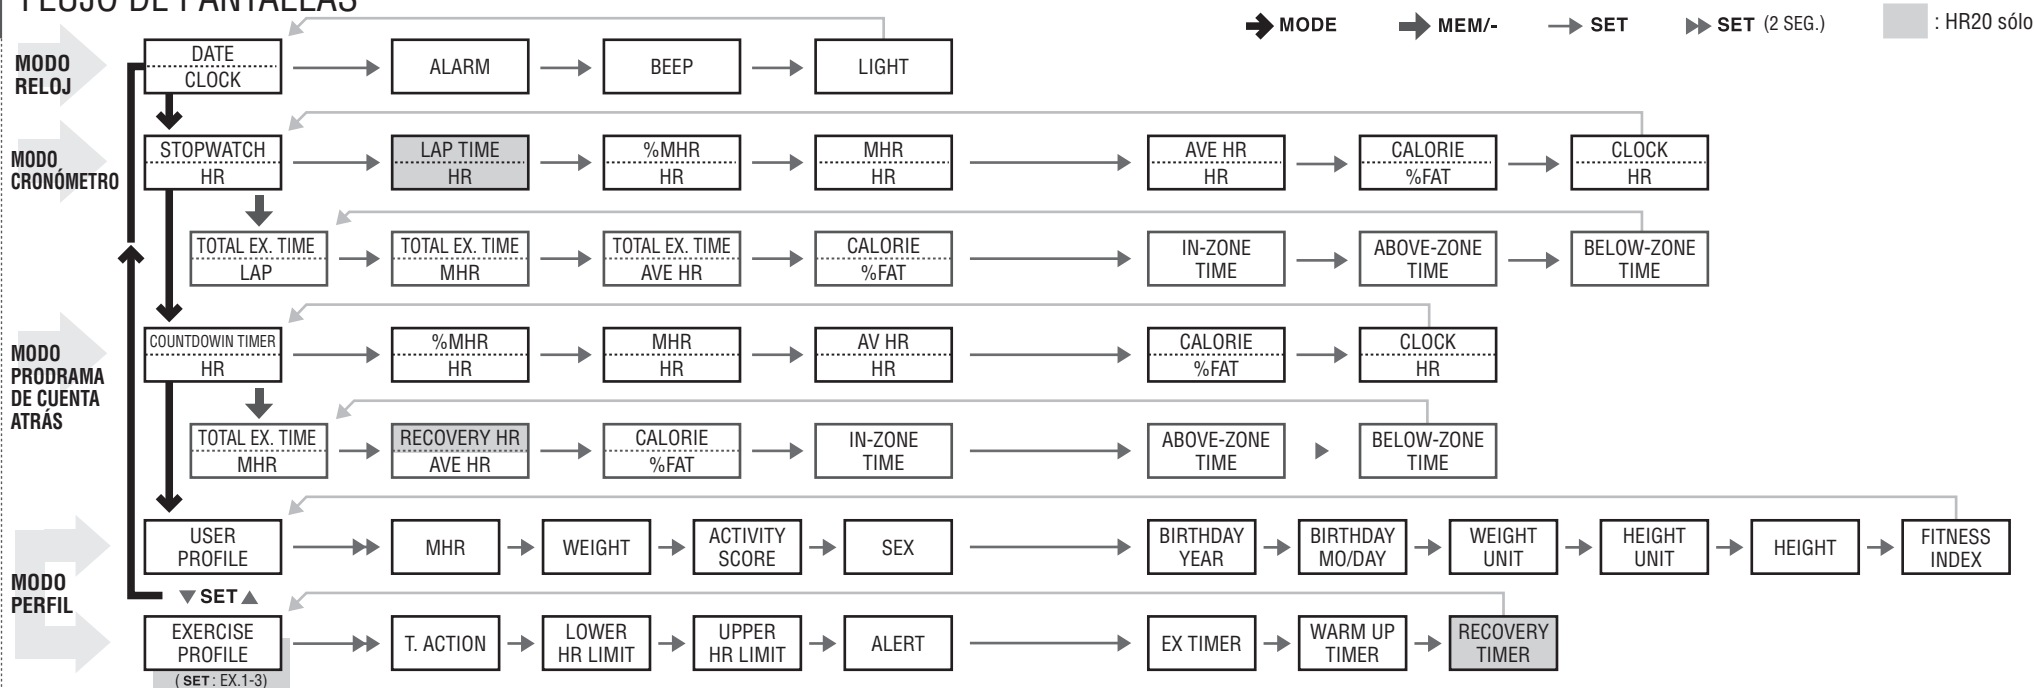 FLUJO DE PANTALLAS
MODE
MEM/-
SET
SET (2 SEG.)
: HR20 sólo
MODO
RELOJ
DATE
CLOCK
ALARM
BEEP
LIGHT
MODO
CRONÓMETRO
STOPWATCH
HR
LAP TIME
HR
%MHR
HR
MHR
HR
AVE HR
HR
CALORIE
%FAT
CLOCK
HR
TOTAL EX. TIME
LAP
TOTAL EX. TIME
MHR
TOTAL EX. TIME
AVE HR
CALORIE
%FAT
IN-ZONE
TIME
ABOVE-ZONE
TIME
BELOW-ZONE
TIME
MODO
PRODRAMA
DE CUENTA
ATRÁS
COUNTDOWIN TIMER
HR
%MHR
HR
MHR
HR
AV HR
HR
CALORIE
%FAT
CLOCK
HR
TOTAL EX. TIME
MHR
RECOVERY HR
AVE HR
CALORIE
%FAT
IN-ZONE
TIME
ABOVE-ZONE
TIME
BELOW-ZONE
TIME
MODO
PERFIL
USER
PROFILE
MHR
WEIGHT
ACTIVITY
SCORE
SEX
BIRTHDAY
YEAR
BIRTHDAY
MO/DAY
WEIGHT
UNIT
HEIGHT
UNIT
HEIGHT
FITNESS
INDEX
SET
EXERCISE
PROFILE
( SET : EX.1-3)
T. ACTION
LOWER
HR LIMIT
UPPER
HR LIMIT
ALERT
EX TIMER
WARM UP
TIMER
RECOVERY
TIMER